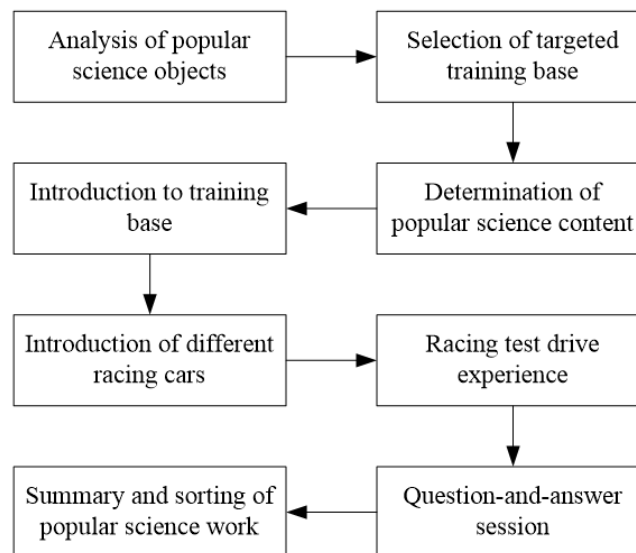 Analysis of popular
science objects
Selection of targeted
training base
Determination of
popular science content
Introduction to training
base
Introduction of different
racing cars
Racing test drive
experience
Question-and-answer
session
Summary and sorting of
popular science work